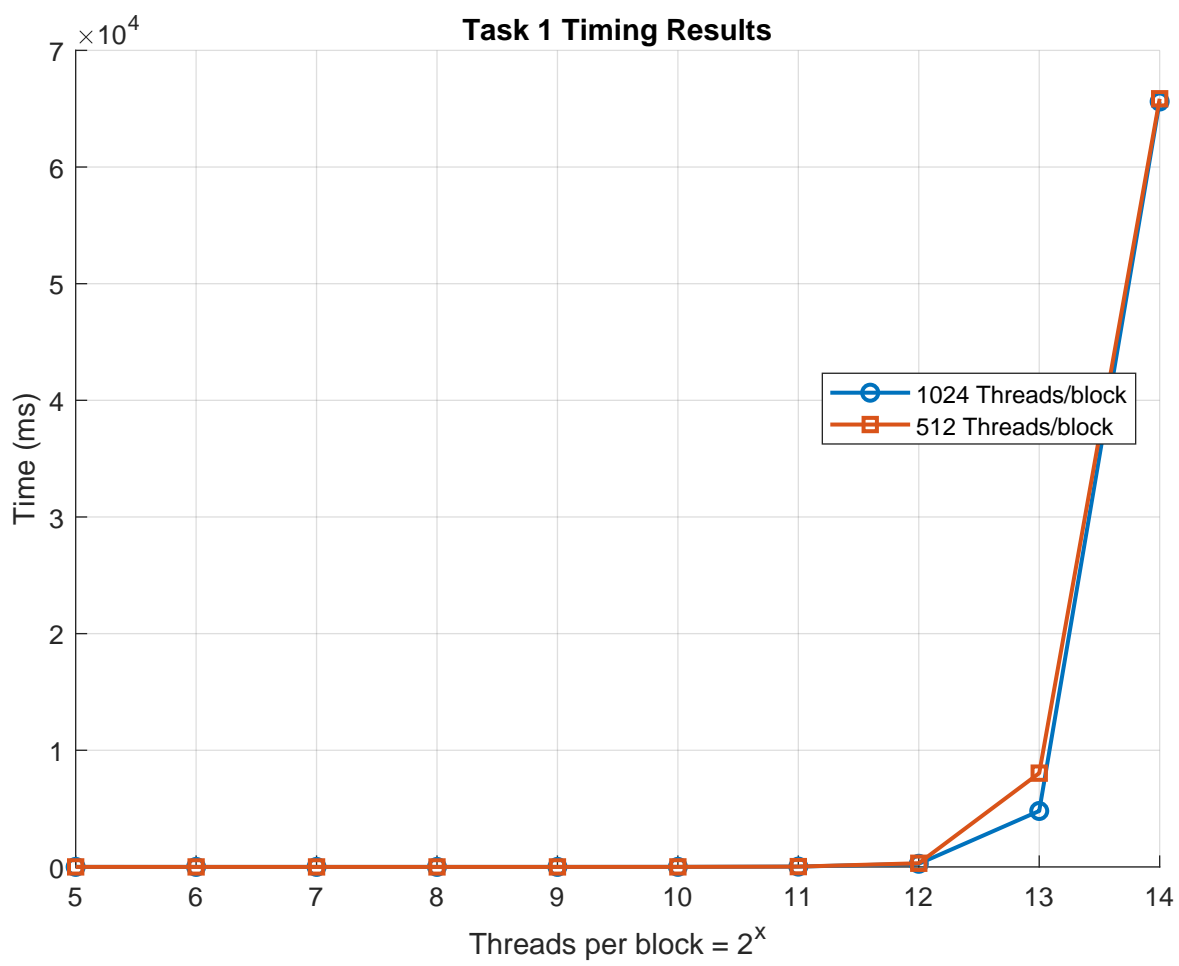 Task 1 Timing Results
×10^4
7
6
5
4
3
2
1
0
Time (ms)
1024 Threads/block
512 Threads/block
5 6 7 8 9 10 11 12 13 14
Threads per block = 2^x